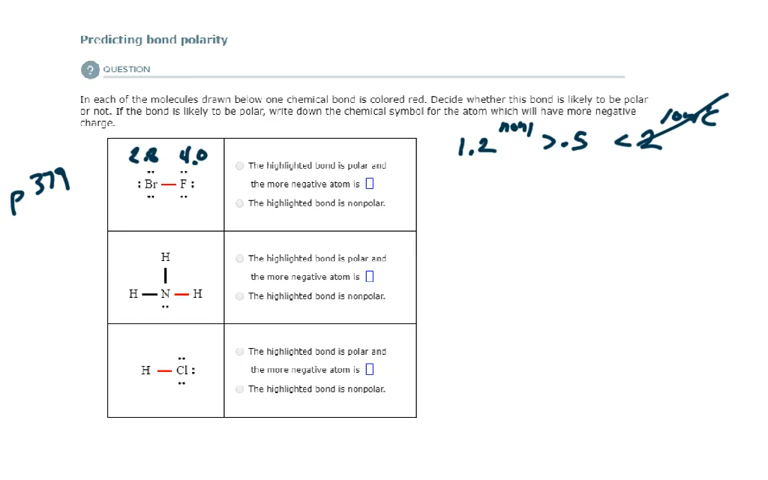 Predicting bond polarity
? QUESTION
In each of the molecules drawn below one chemical bond is colored red. Decide whether this bond is likely to be polar
or not. If the bond is likely to be polar, write down the chemical symbol for the atom which will have more negative
charge.
p 379
1.2 >.5 <2
2.8 4.0
: Br — F :
The highlighted bond is polar and
the more negative atom is
The highlighted bond is nonpolar.
H
H — N — H
The highlighted bond is polar and
the more negative atom is
The highlighted bond is nonpolar.
H — Cl :
The highlighted bond is polar and
the more negative atom is
The highlighted bond is nonpolar.